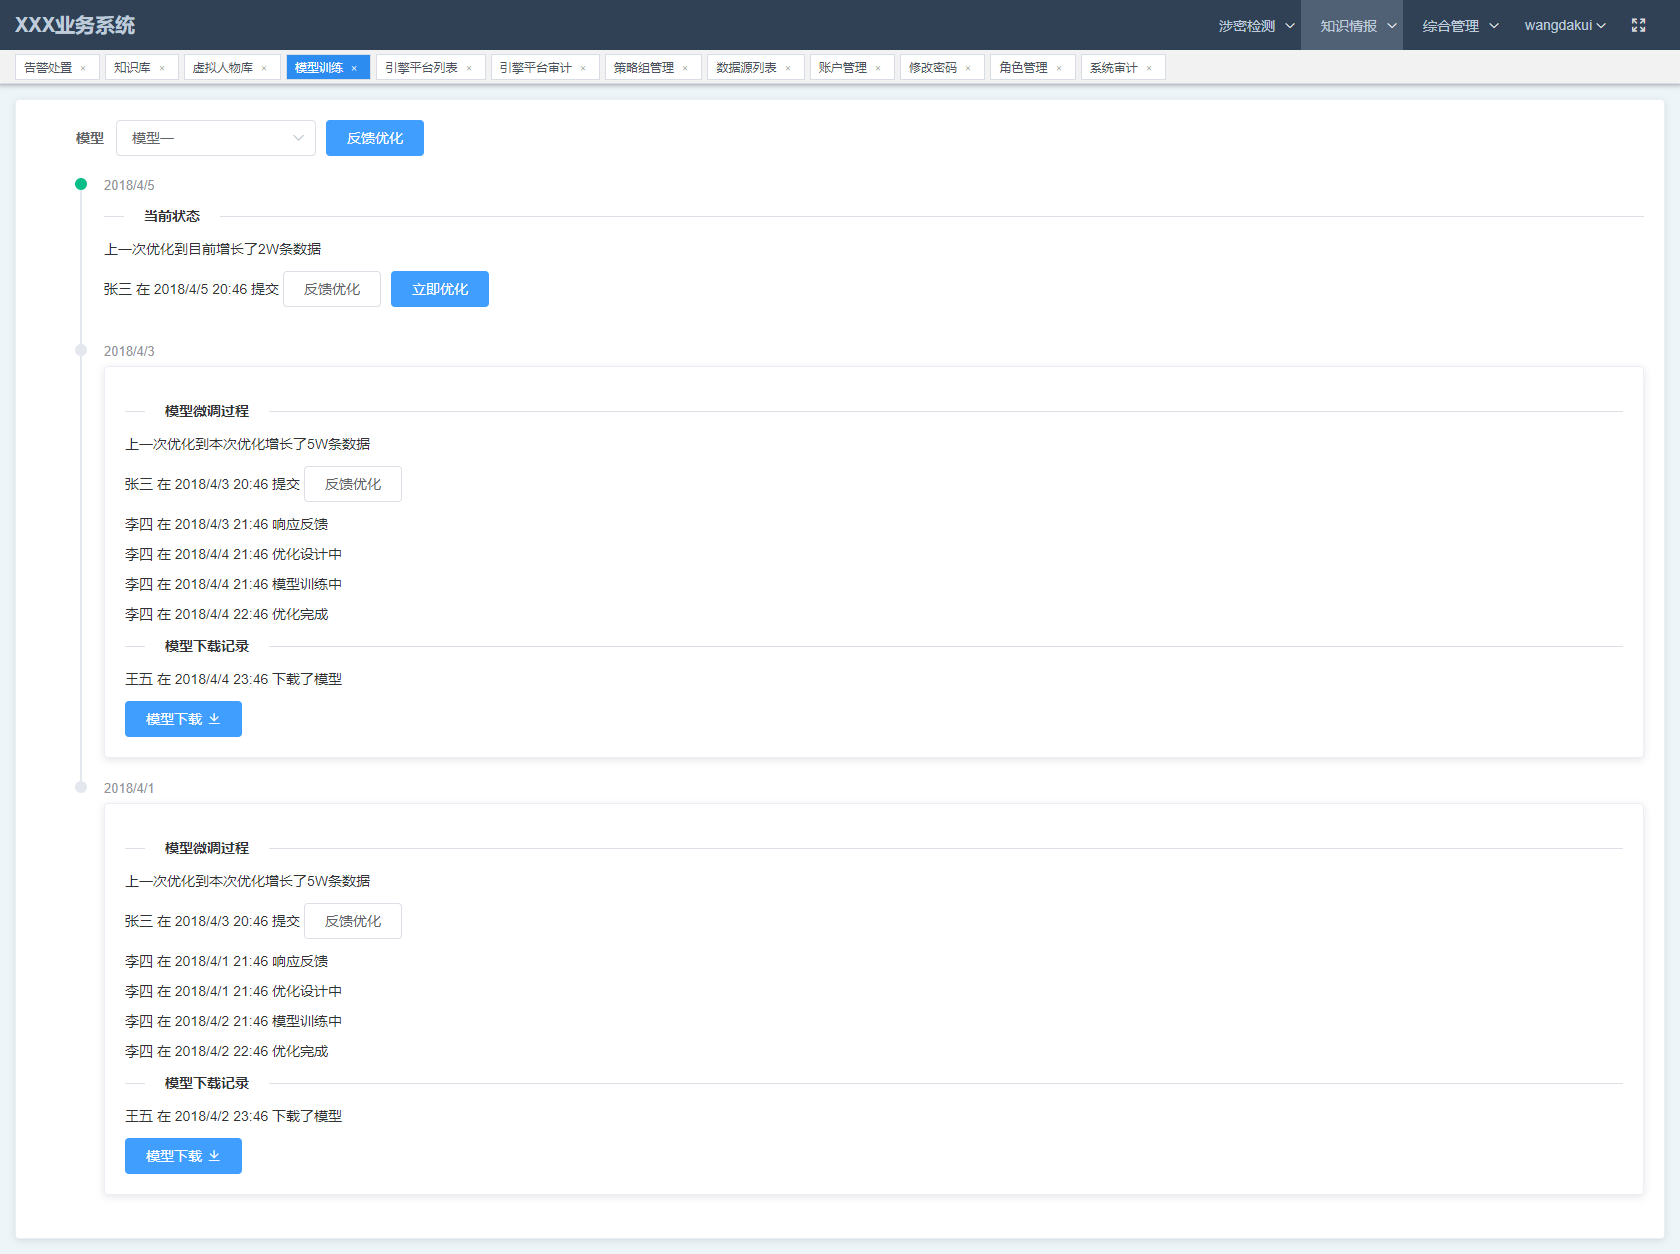 XXX业务系统 涉密检测 知识情报 综合管理 wangdakui
告警处置 × 知识库 × 虚拟人物库 × 模型训练 × 引擎平台列表 × 引擎平台审计 × 策略组管理 × 数据源列表 × 账户管理 × 修改密码 × 角色管理 × 系统审计 ×
模型 模型一 反馈优化
2018/4/5
当前状态
上一次优化到目前增长了2W条数据
张三 在 2018/4/5 20:46 提交 反馈优化 立即优化
2018/4/3
模型微调过程
上一次优化到本次优化增长了5W条数据
张三 在 2018/4/3 20:46 提交 反馈优化
李四 在 2018/4/3 21:46 响应反馈
李四 在 2018/4/4 21:46 优化设计中
李四 在 2018/4/4 21:46 模型训练中
李四 在 2018/4/4 22:46 优化完成
模型下载记录
王五 在 2018/4/4 23:46 下载了模型
模型下载
2018/4/1
模型微调过程
上一次优化到本次优化增长了5W条数据
张三 在 2018/4/3 20:46 提交 反馈优化
李四 在 2018/4/1 21:46 响应反馈
李四 在 2018/4/1 21:46 优化设计中
李四 在 2018/4/2 21:46 模型训练中
李四 在 2018/4/2 22:46 优化完成
模型下载记录
王五 在 2018/4/2 23:46 下载了模型
模型下载